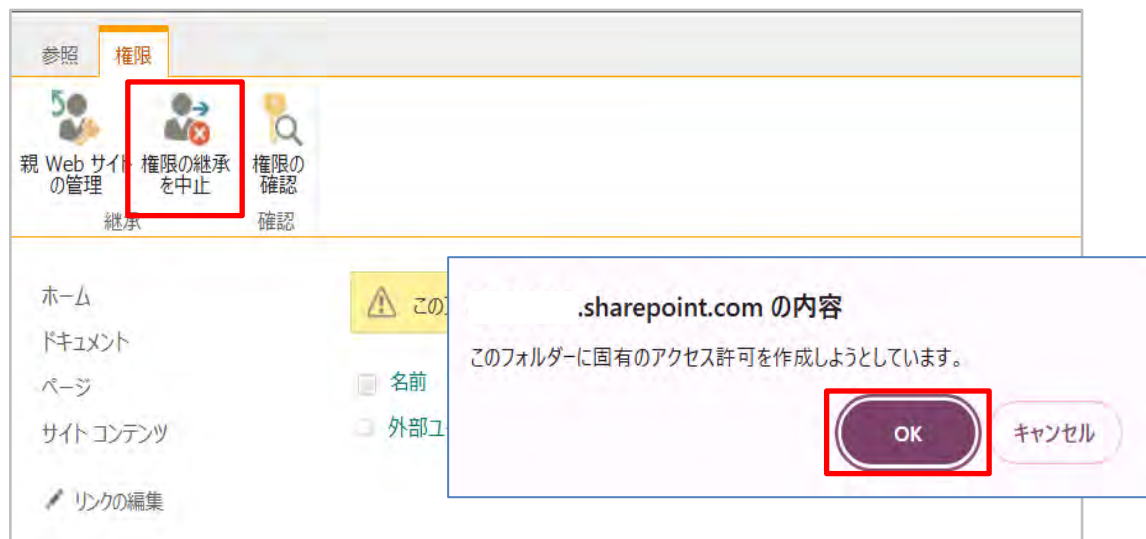 参照 権限
親 Web サイト
の管理
権限の継承
を中止
権限の
確認
継承
確認
ホーム
ドキュメント
ページ
サイト コンテンツ
リンクの編集
この
名前
外部ユ
.sharepoint.com の内容
このフォルダーに固有のアクセス許可を作成しようとしています。
OK キャンセル